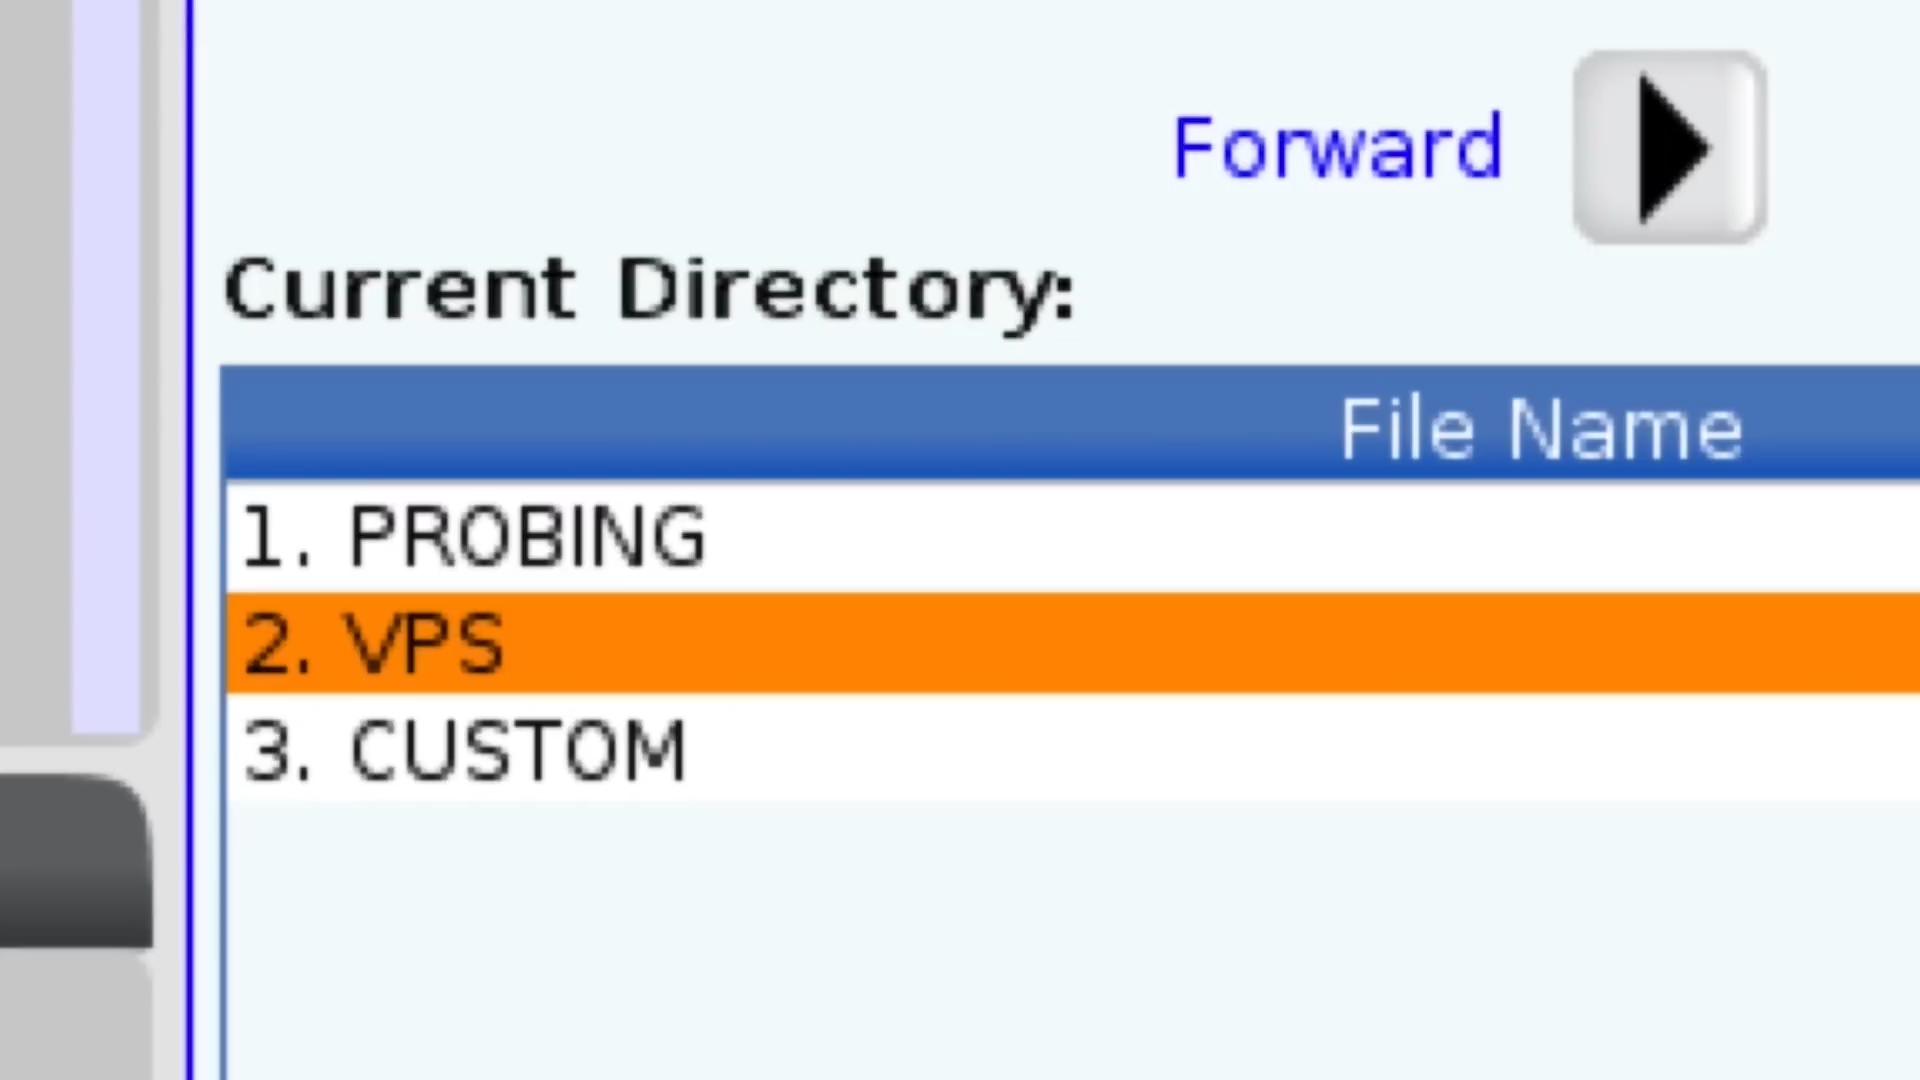 Forward
Current Directory:
File Name
1. PROBING
2. VPS
3. CUSTOM